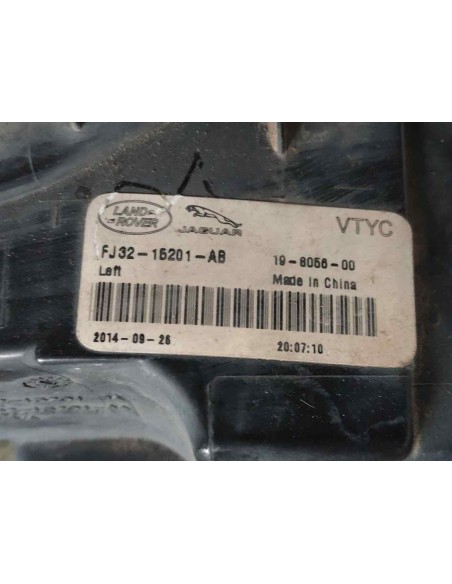 LAND-
ROVER
JAGUAR
VTYC
FJ32-15201-AB
19-8056-00
Left
Made in China
2014-09-26
20:07:10